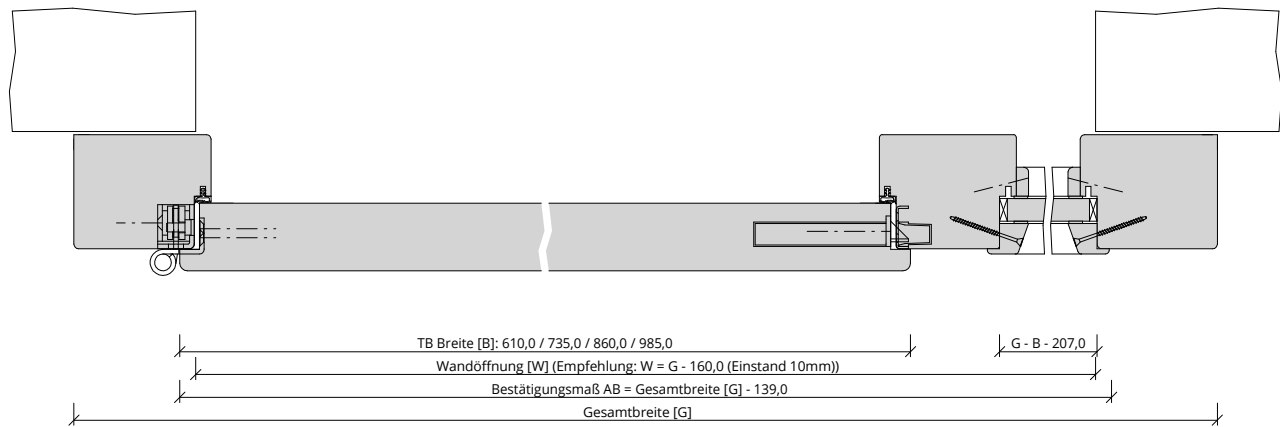 TB Breite [B]: 610,0 / 735,0 / 860,0 / 985,0
G - B - 207,0
Wandöffnung [W] (Empfehlung: W = G - 160,0 (Einstand 10mm))
Bestätigungsmaß AB = Gesamtbreite [G] - 139,0
Gesamtbreite [G]